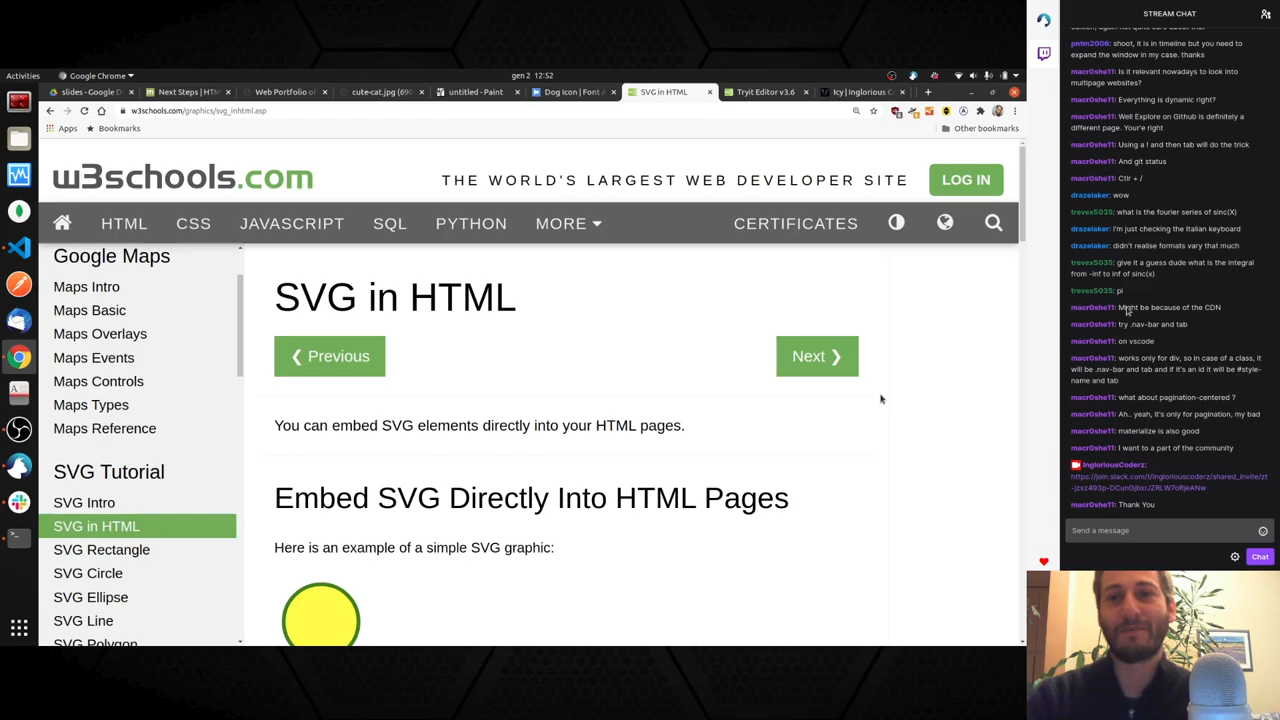 Activities
Google Chrome
gen 2 12:52
slides - Google D
Next Steps | HTM
Web Portfolio of
cute-cat.jpg (690
untitled - Paint
Dog Icon | Font A
SVG in HTML
Tryit Editor v3.6
Icy | Inglorious C
w3schools.com/graphics/svg_inhtml.asp
Apps
Bookmarks
Other bookmarks
w3schools.com
THE WORLD'S LARGEST WEB DEVELOPER SITE
LOG IN
HTML
CSS
JAVASCRIPT
SQL
PYTHON
MORE
CERTIFICATES
Google Maps
Maps Intro
Maps Basic
Maps Overlays
Maps Events
Maps Controls
Maps Types
Maps Reference
SVG Tutorial
SVG Intro
SVG in HTML
SVG Rectangle
SVG Circle
SVG Ellipse
SVG Line
SVG Polygon
SVG in HTML
❮ Previous
Next ❯
You can embed SVG elements directly into your HTML pages.
Embed SVG Directly Into HTML Pages
Here is an example of a simple SVG graphic:
STREAM CHAT
pntm2006: shoot, it is in timeline but you need to
expand the window in my case. thanks
macr0she11: Is it relevant nowadays to look into
multipage websites?
macr0she11: Everything is dynamic right?
macr0she11: Well Explore on Github is definitely a
different page. Your'e right
macr0she11: Using a ! and then tab will do the trick
macr0she11: And git status
macr0she11: Ctlr + /
drazelaker: wow
trevex5035: what is the fourier series of sinc(X)
drazelaker: i'm just checking the Italian keyboard
drazelaker: didn't realise formats vary that much
trevex5035: give it a guess dude what is the integral
from -inf to inf of sinc(x)
trevex5035: pi
macr0she11: Might be because of the CDN
macr0she11: try .nav-bar and tab
macr0she11: on vscode
macr0she11: works only for div, so in case of a class, it
will be .nav-bar and tab and if it's an id it will be #style-
name and tab
macr0she11: what about pagination-centered ?
macr0she11: Ah.. yeah, it's only for pagination, my bad
macr0she11: materialize is also good
macr0she11: I want to a part of the community
IngloriousCoderz:
https://join.slack.com/t/ingloriouscoderz/shared_invite/zt
macr0she11: Thank You
Send a message
Chat